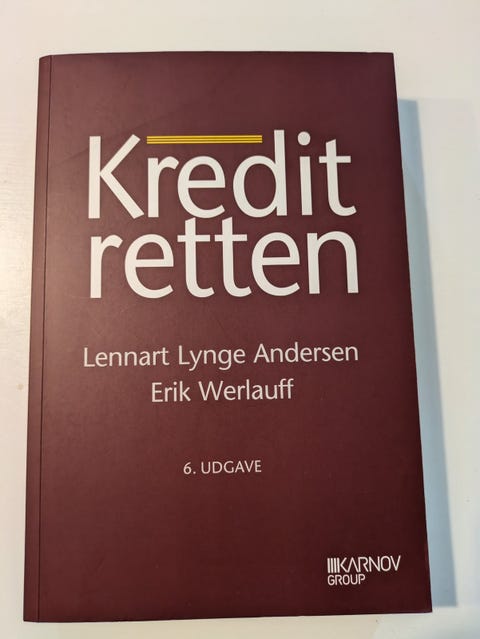 Kredit
retten
Lennart Lynge Andersen
Erik Werlauff
6. UDGAVE
KARNOV
GROUP